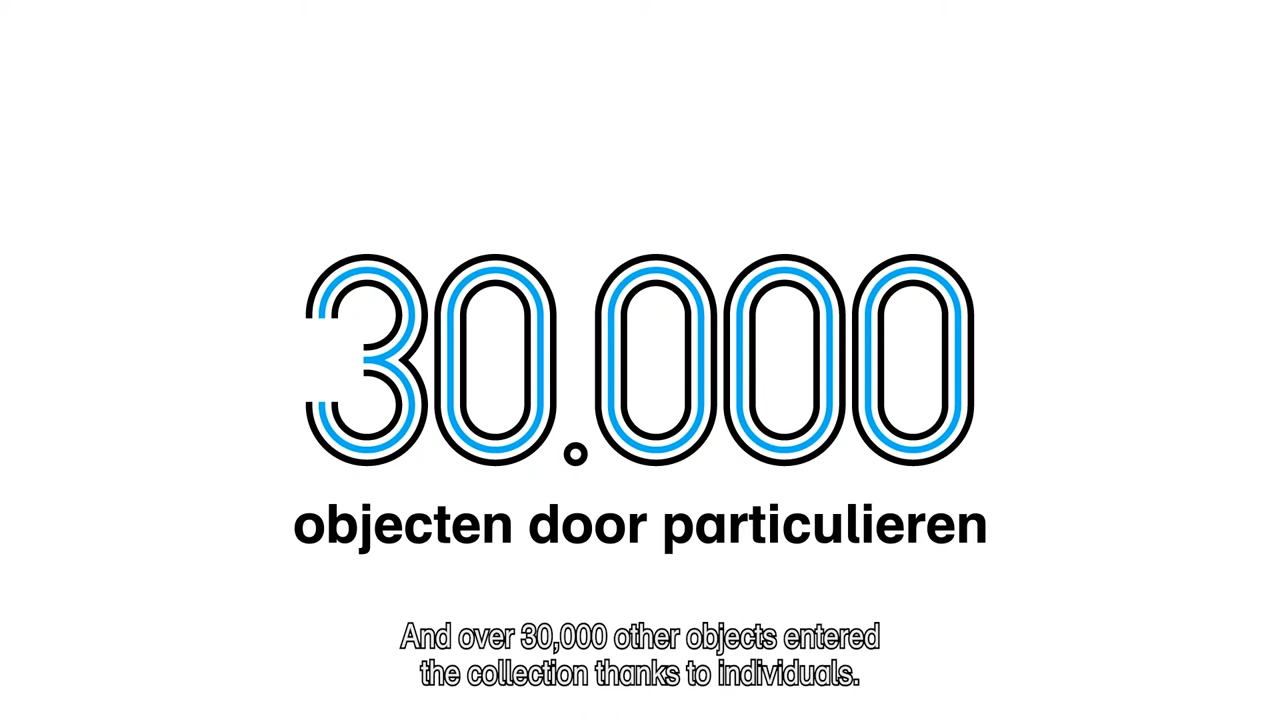 30.000
objecten door particulieren
And over 30,000 other objects entered
the collection thanks to individuals.